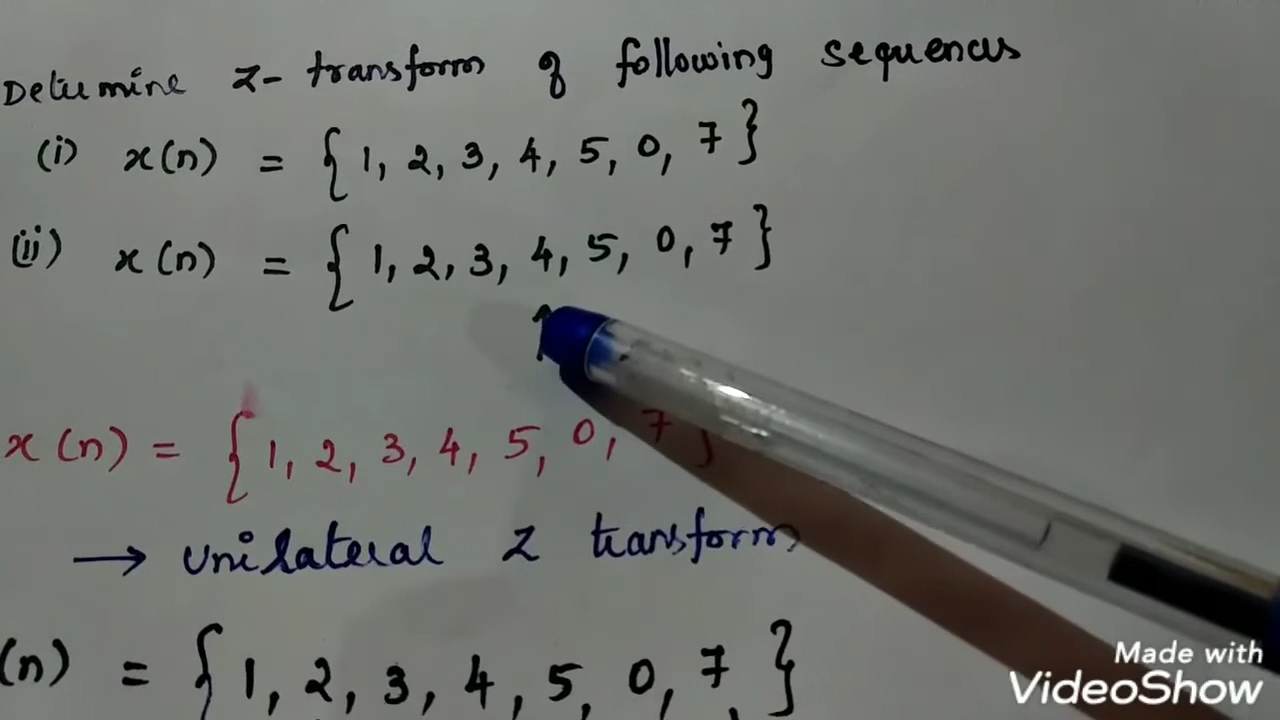 Determine z- transform of following sequences
(i) x(n) = { 1, 2, 3, 4, 5, 0, 7 }
(ii) x(n) = { 1, 2, 3, 4, 5, 0, 7 }
↑
x(n) = { 1, 2, 3, 4, 5, 0, 7 }
→ unilateral z transform
(n) = { 1, 2, 3, 4, 5, 0, 7, }
Made with
VideoShow